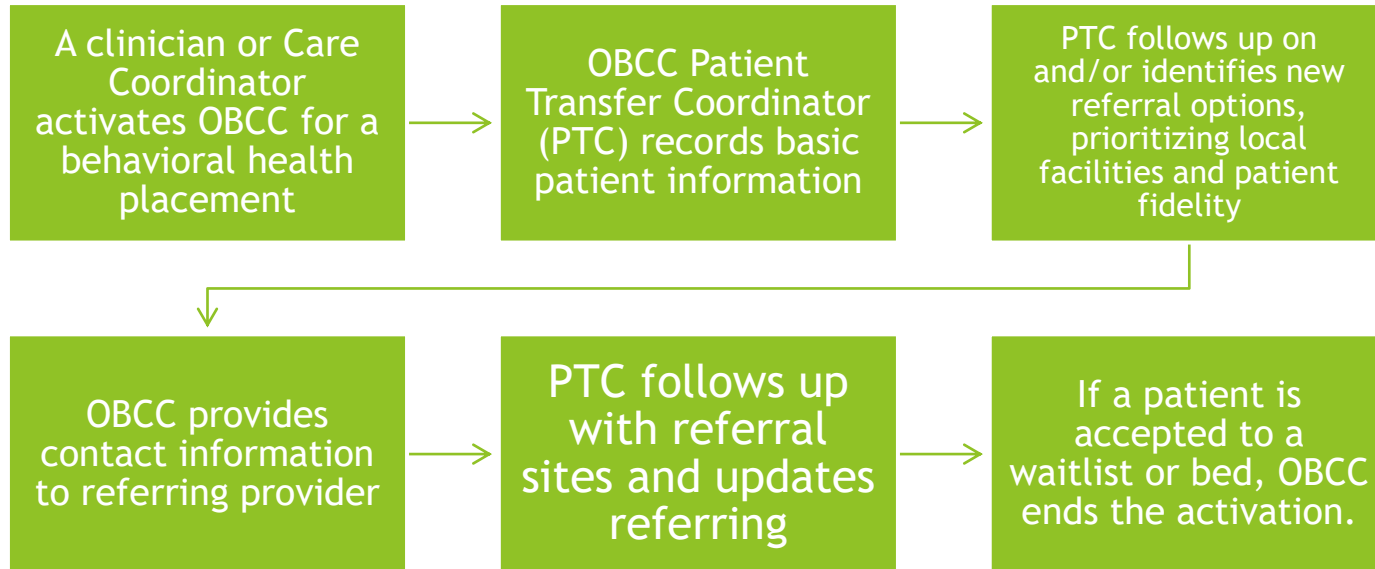 A clinician or Care
Coordinator
activates OBCC for a
behavioral health
placement
OBCC Patient
Transfer Coordinator
(PTC) records basic
patient information
PTC follows up on
and/or identifies new
referral options,
prioritizing local
facilities and patient
fidelity
OBCC provides
contact information
to referring provider
PTC follows up
with referral
sites and updates
referring
If a patient is
accepted to a
waitlist or bed, OBCC
ends the activation.